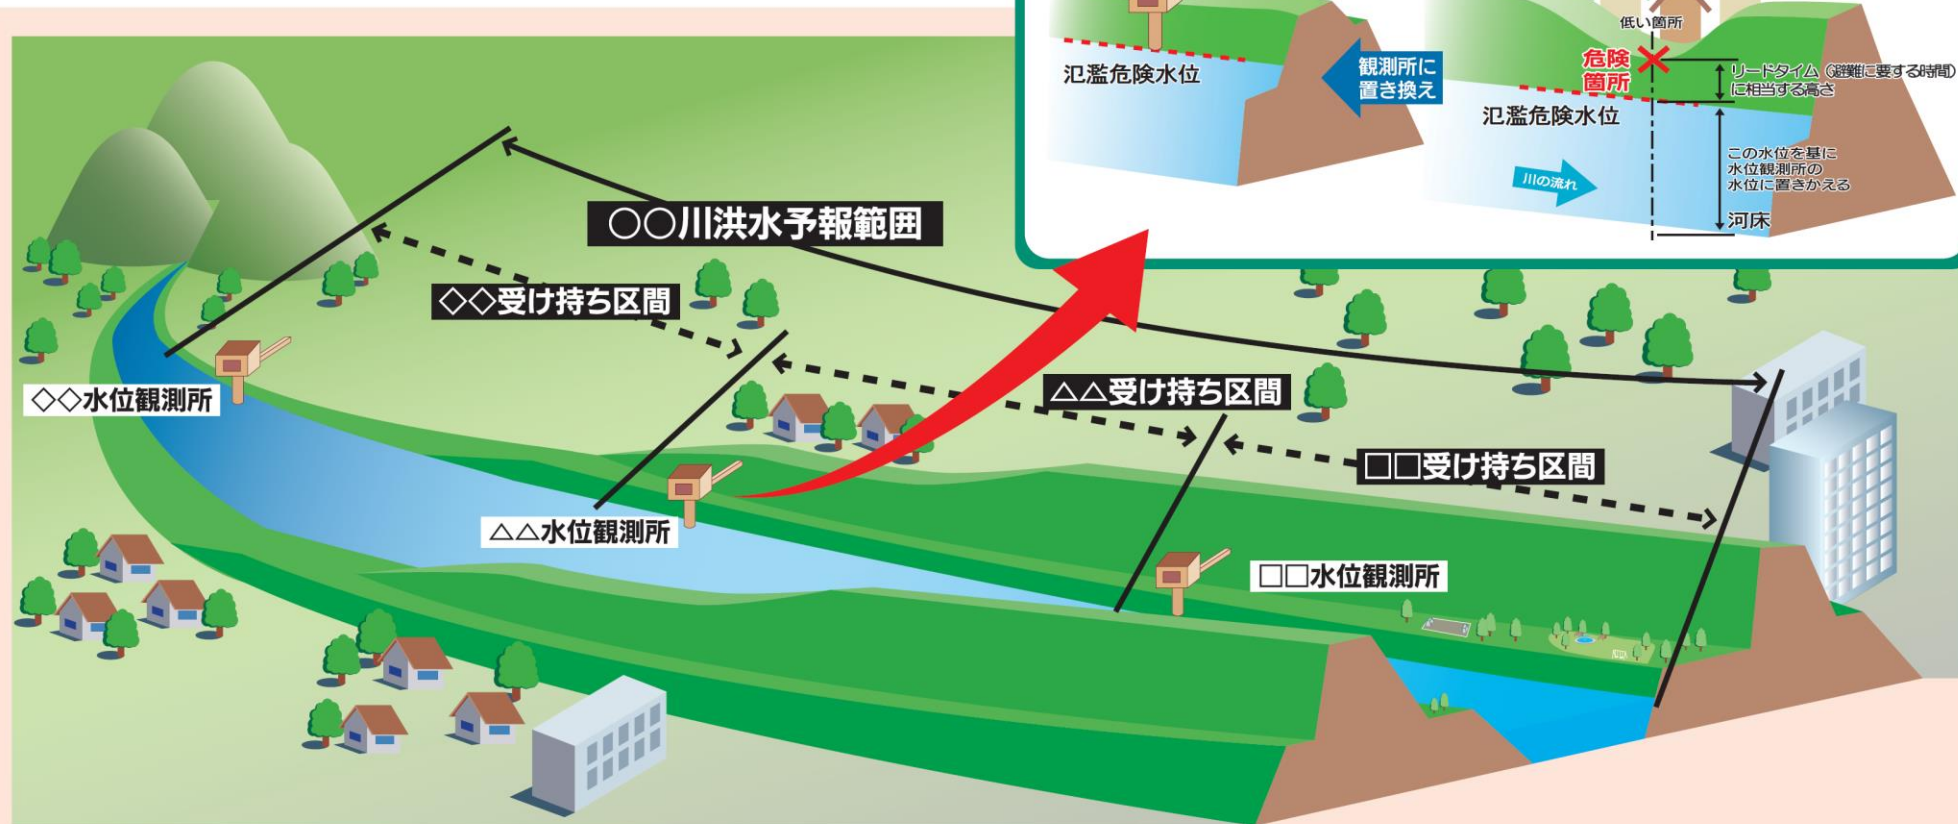 低い箇所
氾濫危険水位
観測所に
置き換え
危険
箇所
リードタイム(避難に要する時間)
に相当する高さ
氾濫危険水位
この水位を基に
水位観測所の
水位に置きかえる
川の流れ
河床
○○川洪水予報範囲
◇◇受け持ち区間
△△受け持ち区間
□□受け持ち区間
◇◇水位観測所
△△水位観測所
□□水位観測所